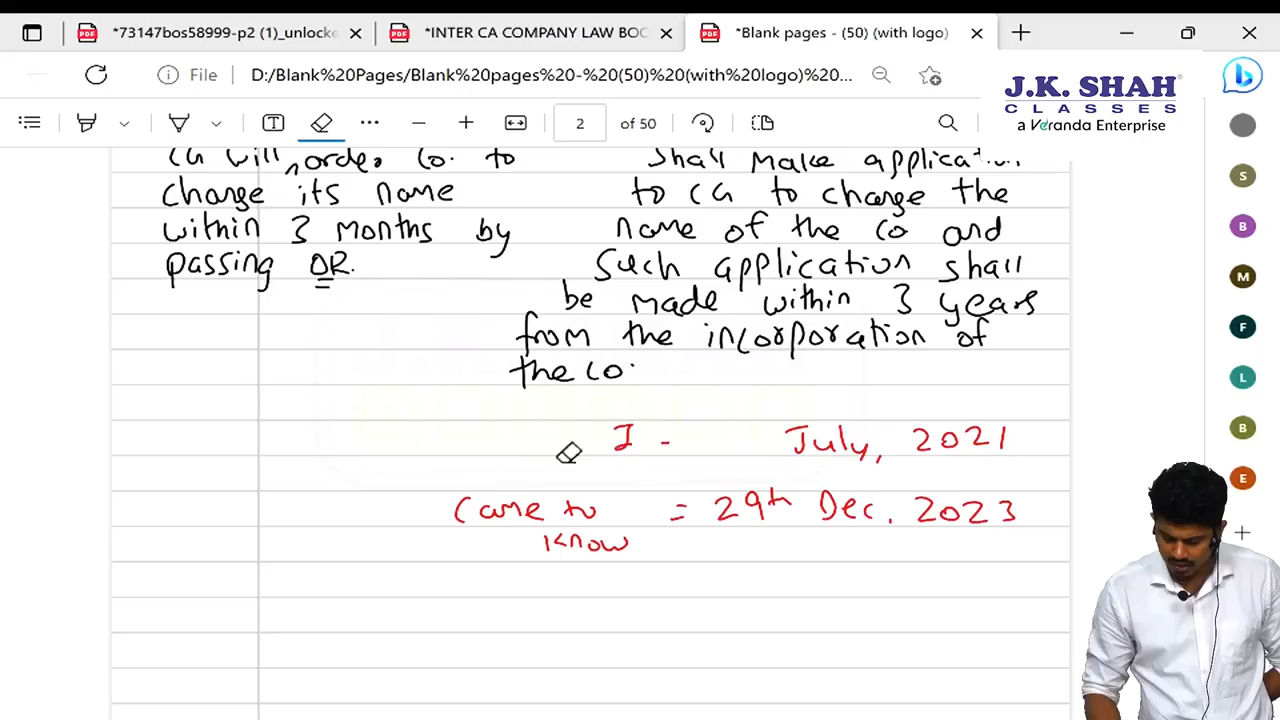 *73147bos58999-p2 (1)_unlocke
*INTER CA COMPANY LAW BOC
*Blank pages - (50) (with logo)
File
D:/Blank%20Pages/Blank%20pages%20-%20(50)%20(with%20logo)%20...
J.K. SHAH
CLASSES
a Veranda Enterprise
2 of 50
CG will order Co. to
change its name
within 3 months by
passing OR.
shall make application
to CG to change the
name of the co and
such application shall
be made within 3 years
from the incorporation of
the co.
I - July, 2021
Came to know = 29th Dec. 2023
S
B
M
F
L
B
E